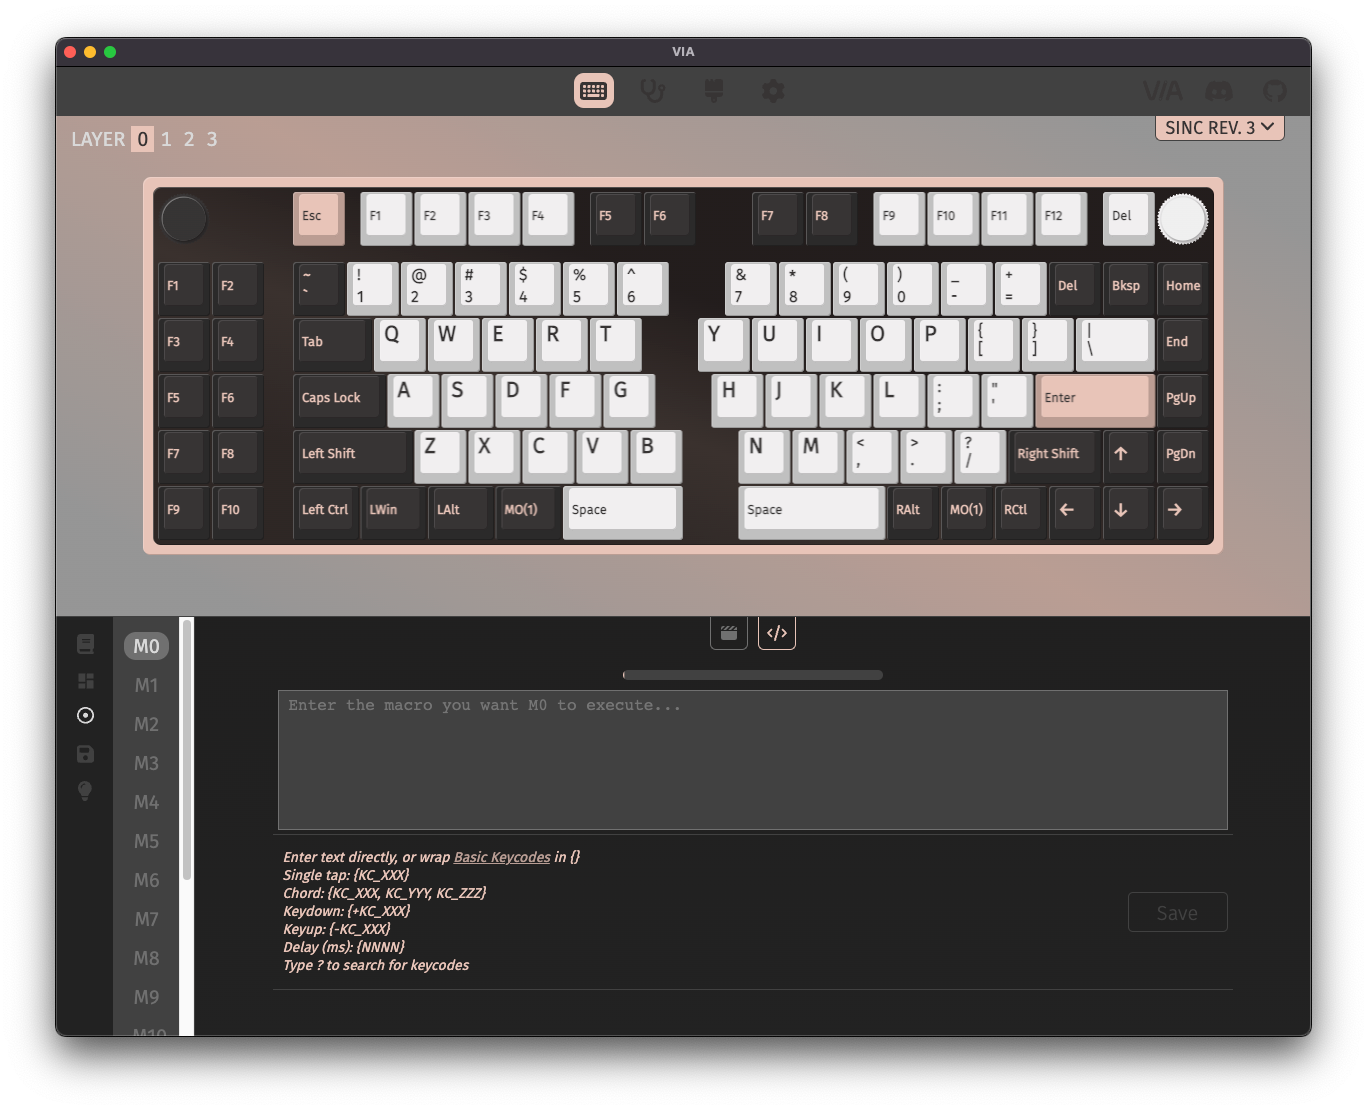 VIA
VIA
LAYER 0 1 2 3
SINC REV. 3
Esc F1 F2 F3 F4 F5 F6 F7 F8 F9 F10 F11 F12 Del
F1 F2 ~ ! @ # $ % ^ & * ( ) _ + Del Bksp Home
` 1 2 3 4 5 6 7 8 9 0 - =
F3 F4 Tab Q W E R T Y U I O P { } | End
[ ] \
F5 F6 Caps Lock A S D F G H J K L : " Enter PgUp
; '
F7 F8 Left Shift Z X C V B N M < > ? Right Shift ↑ PgDn
, . /
F9 F10 Left Ctrl LWin LAlt MO(1) Space Space RAlt MO(1) RCtl ← ↓ →
M0
M1
M2
M3
M4
M5
M6
M7
M8
M9
M10
</>
Enter the macro you want M0 to execute...
Enter text directly, or wrap Basic Keycodes in {}
Single tap: {KC_XXX}
Chord: {KC_XXX, KC_YYY, KC_ZZZ}
Keydown: {+KC_XXX}
Keyup: {-KC_XXX}
Delay (ms): {NNNN}
Type ? to search for keycodes
Save